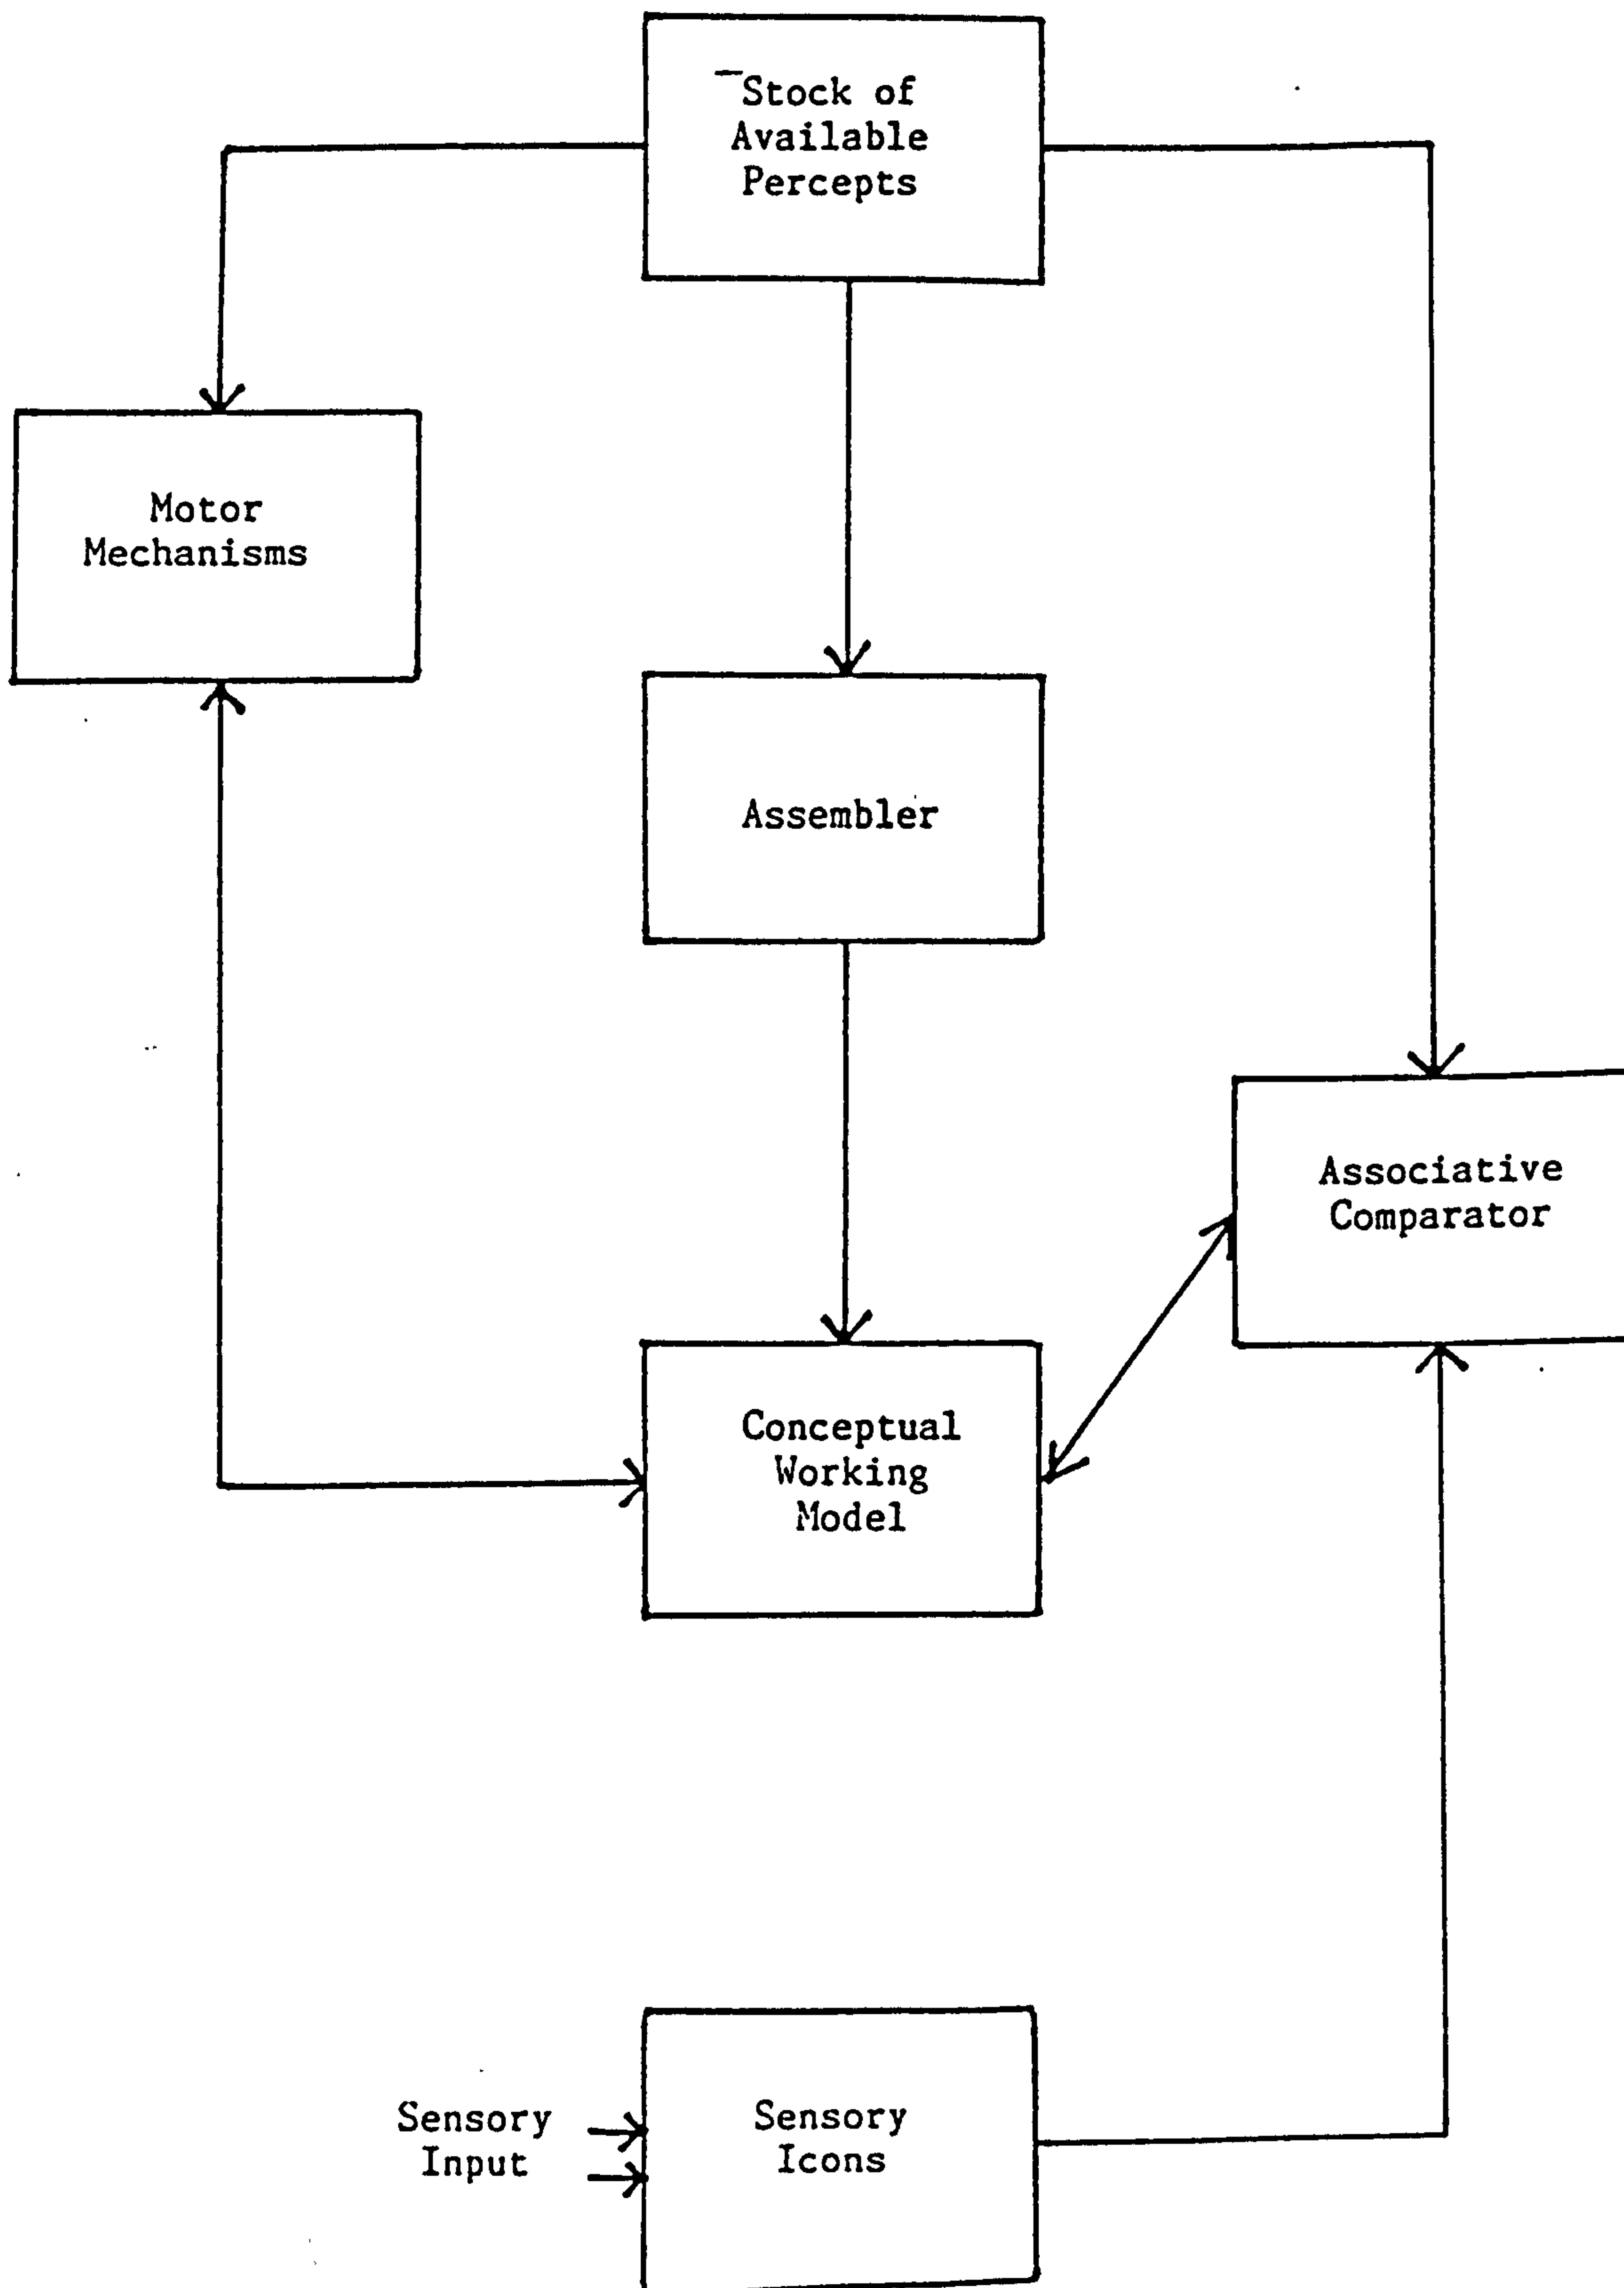 Stock of
Available
Percepts
Motor
Mechanisms
Assembler
Associative
Comparator
Conceptual
Working
Model
Sensory
Input
Sensory
Icons